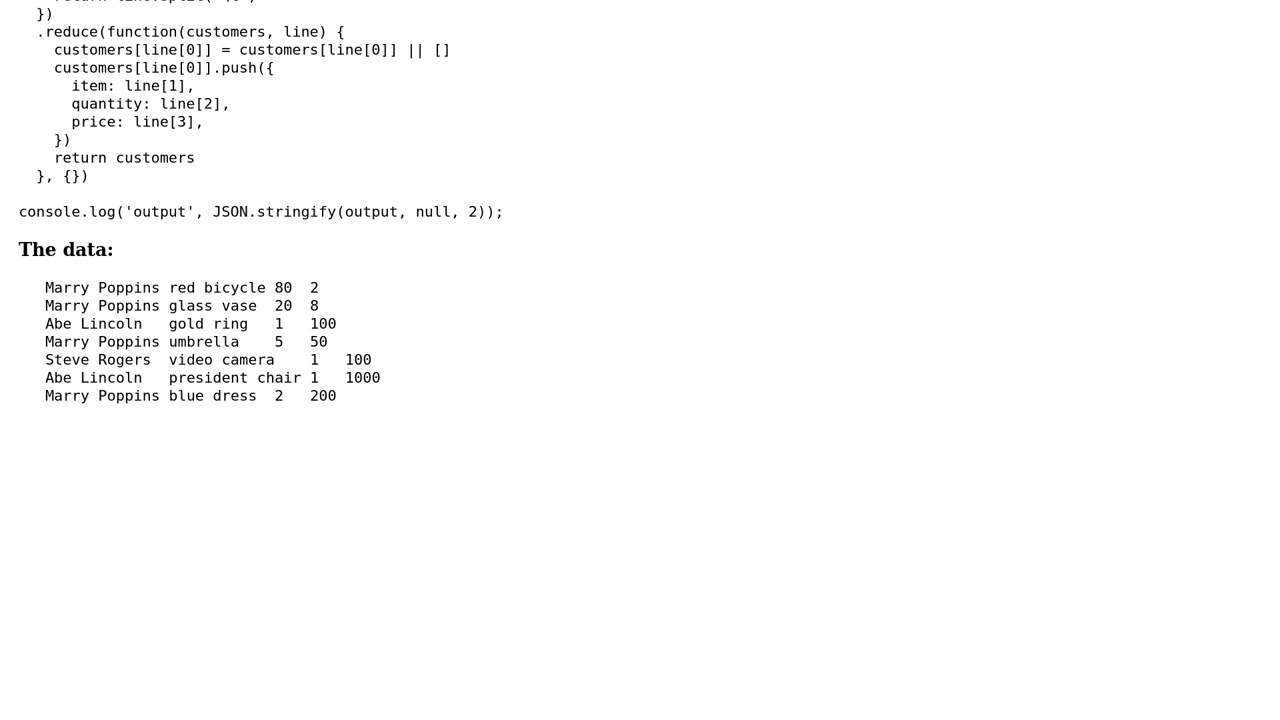 })
.reduce(function(customers, line) {
customers[line[0]] = customers[line[0]] || []
customers[line[0]].push({
item: line[1],
quantity: line[2],
price: line[3],
})
return customers
}, {})
console.log('output', JSON.stringify(output, null, 2));
The data:
Marry Poppins red bicycle 80 2
Marry Poppins glass vase 20 8
Abe Lincoln gold ring 1 100
Marry Poppins umbrella 5 50
Steve Rogers video camera 1 100
Abe Lincoln president chair 1 1000
Marry Poppins blue dress 2 200